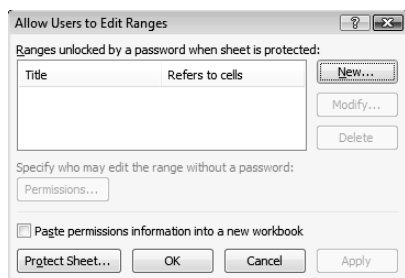 Allow Users to Edit Ranges
Ranges unlocked by a password when sheet is protected:
Title Refers to cells
New...
Modify...
Delete
Specify who may edit the range without a password:
Permissions...
Paste permissions information into a new workbook
Protect Sheet... OK Cancel Apply